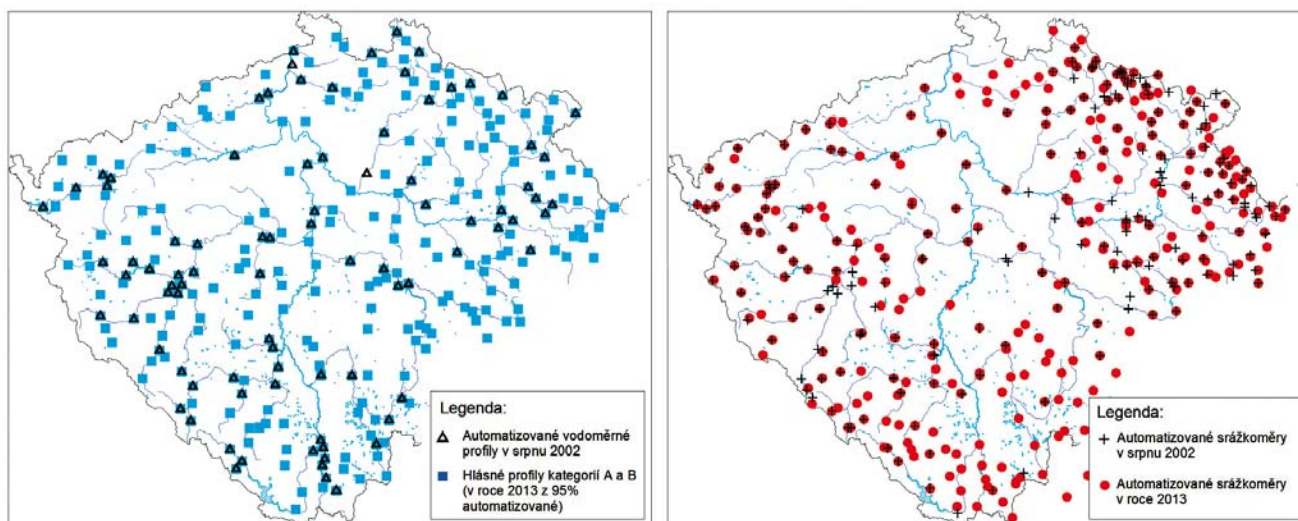 Legenda:
Automatizované vodoměrné
profily v srpnu 2002
Hlásné profily kategorií A a B
(v roce 2013 z 95%
automatizované)
Legenda:
Automatizované srážkoměry
v srpnu 2002
Automatizované srážkoměry
v roce 2013